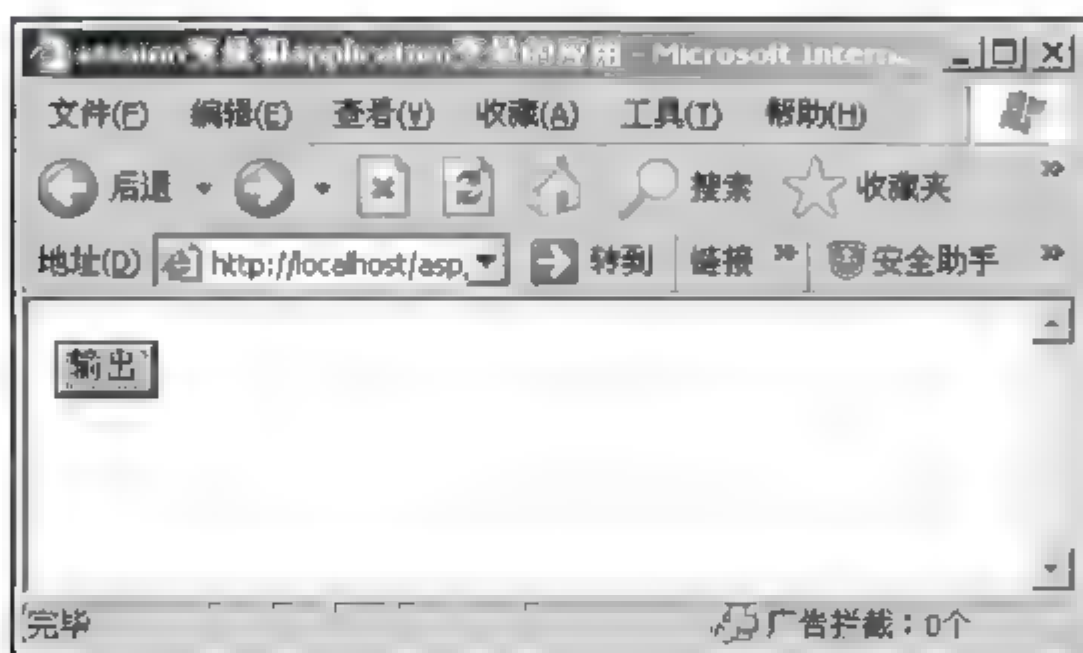 session变量和application变量的应用 - Microsoft Intern...
文件(F) 编辑(E) 查看(V) 收藏(A) 工具(T) 帮助(H)
后退 搜索 收藏夹 »
地址(D) http://localhost/asp. 转到 链接 » 安全助手 »
输出
完毕 广告拦截：0个